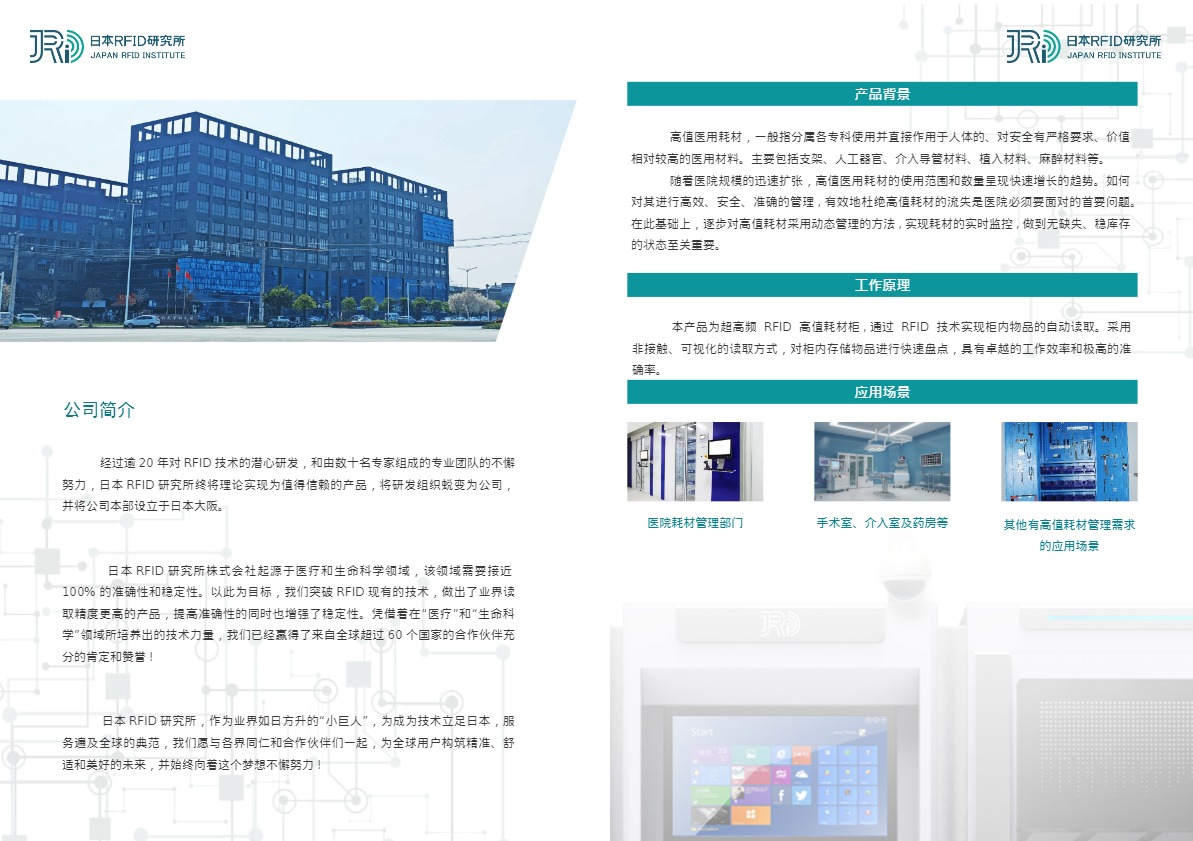 日本RFID研究所
JAPAN RFID INSTITUTE
公司简介
经过逾 20 年对 RFID 技术的潜心研发，和由数十名专家组成的专业团队的不懈
努力，日本 RFID 研究所终将理论实现为值得信赖的产品，将研发组织蜕变为公司，
并将公司本部设立于日本大阪。
日本 RFID 研究所株式会社起源于医疗和生命科学领域，该领域需要接近
100% 的准确性和稳定性。以此为目标，我们突破 RFID 现有的技术，做出了业界读
取精度更高的产品，提高准确性的同时也增强了稳定性。凭借着在“医疗”和“生命科
学”领域所培养出的技术力量，我们已经赢得了来自全球超过 60 个国家的合作伙伴充
分的肯定和赞誉！
日本 RFID 研究所，作为业界如日方升的“小巨人”，为成为技术立足日本，服
务遍及全球的典范，我们愿与各界同仁和合作伙伴们一起，为全球用户构筑精准、舒
适和美好的未来，并始终向着这个梦想不懈努力！
日本RFID研究所
JAPAN RFID INSTITUTE
产品背景
高值医用耗材，一般指分属各专科使用并直接作用于人体的、对安全有严格要求、价值
相对较高的医用材料。主要包括支架、人工器官、介入导管材料、植入材料、麻醉材料等。
随着医院规模的迅速扩张，高值医用耗材的使用范围和数量呈现快速增长的趋势。如何
对其进行高效、安全、准确的管理，有效地杜绝高值耗材的流失是医院必须要面对的首要问题。
在此基础上，逐步对高值耗材采用动态管理的方法，实现耗材的实时监控，做到无缺失、稳库存
的状态至关重要。
工作原理
本产品为超高频 RFID 高值耗材柜，通过 RFID 技术实现柜内物品的自动读取。采用
非接触、可视化的读取方式，对柜内存储物品进行快速盘点，具有卓越的工作效率和极高的准
确率。
应用场景
医院耗材管理部门
手术室、介入室及药房等
其他有高值耗材管理需求
的应用场景
Start